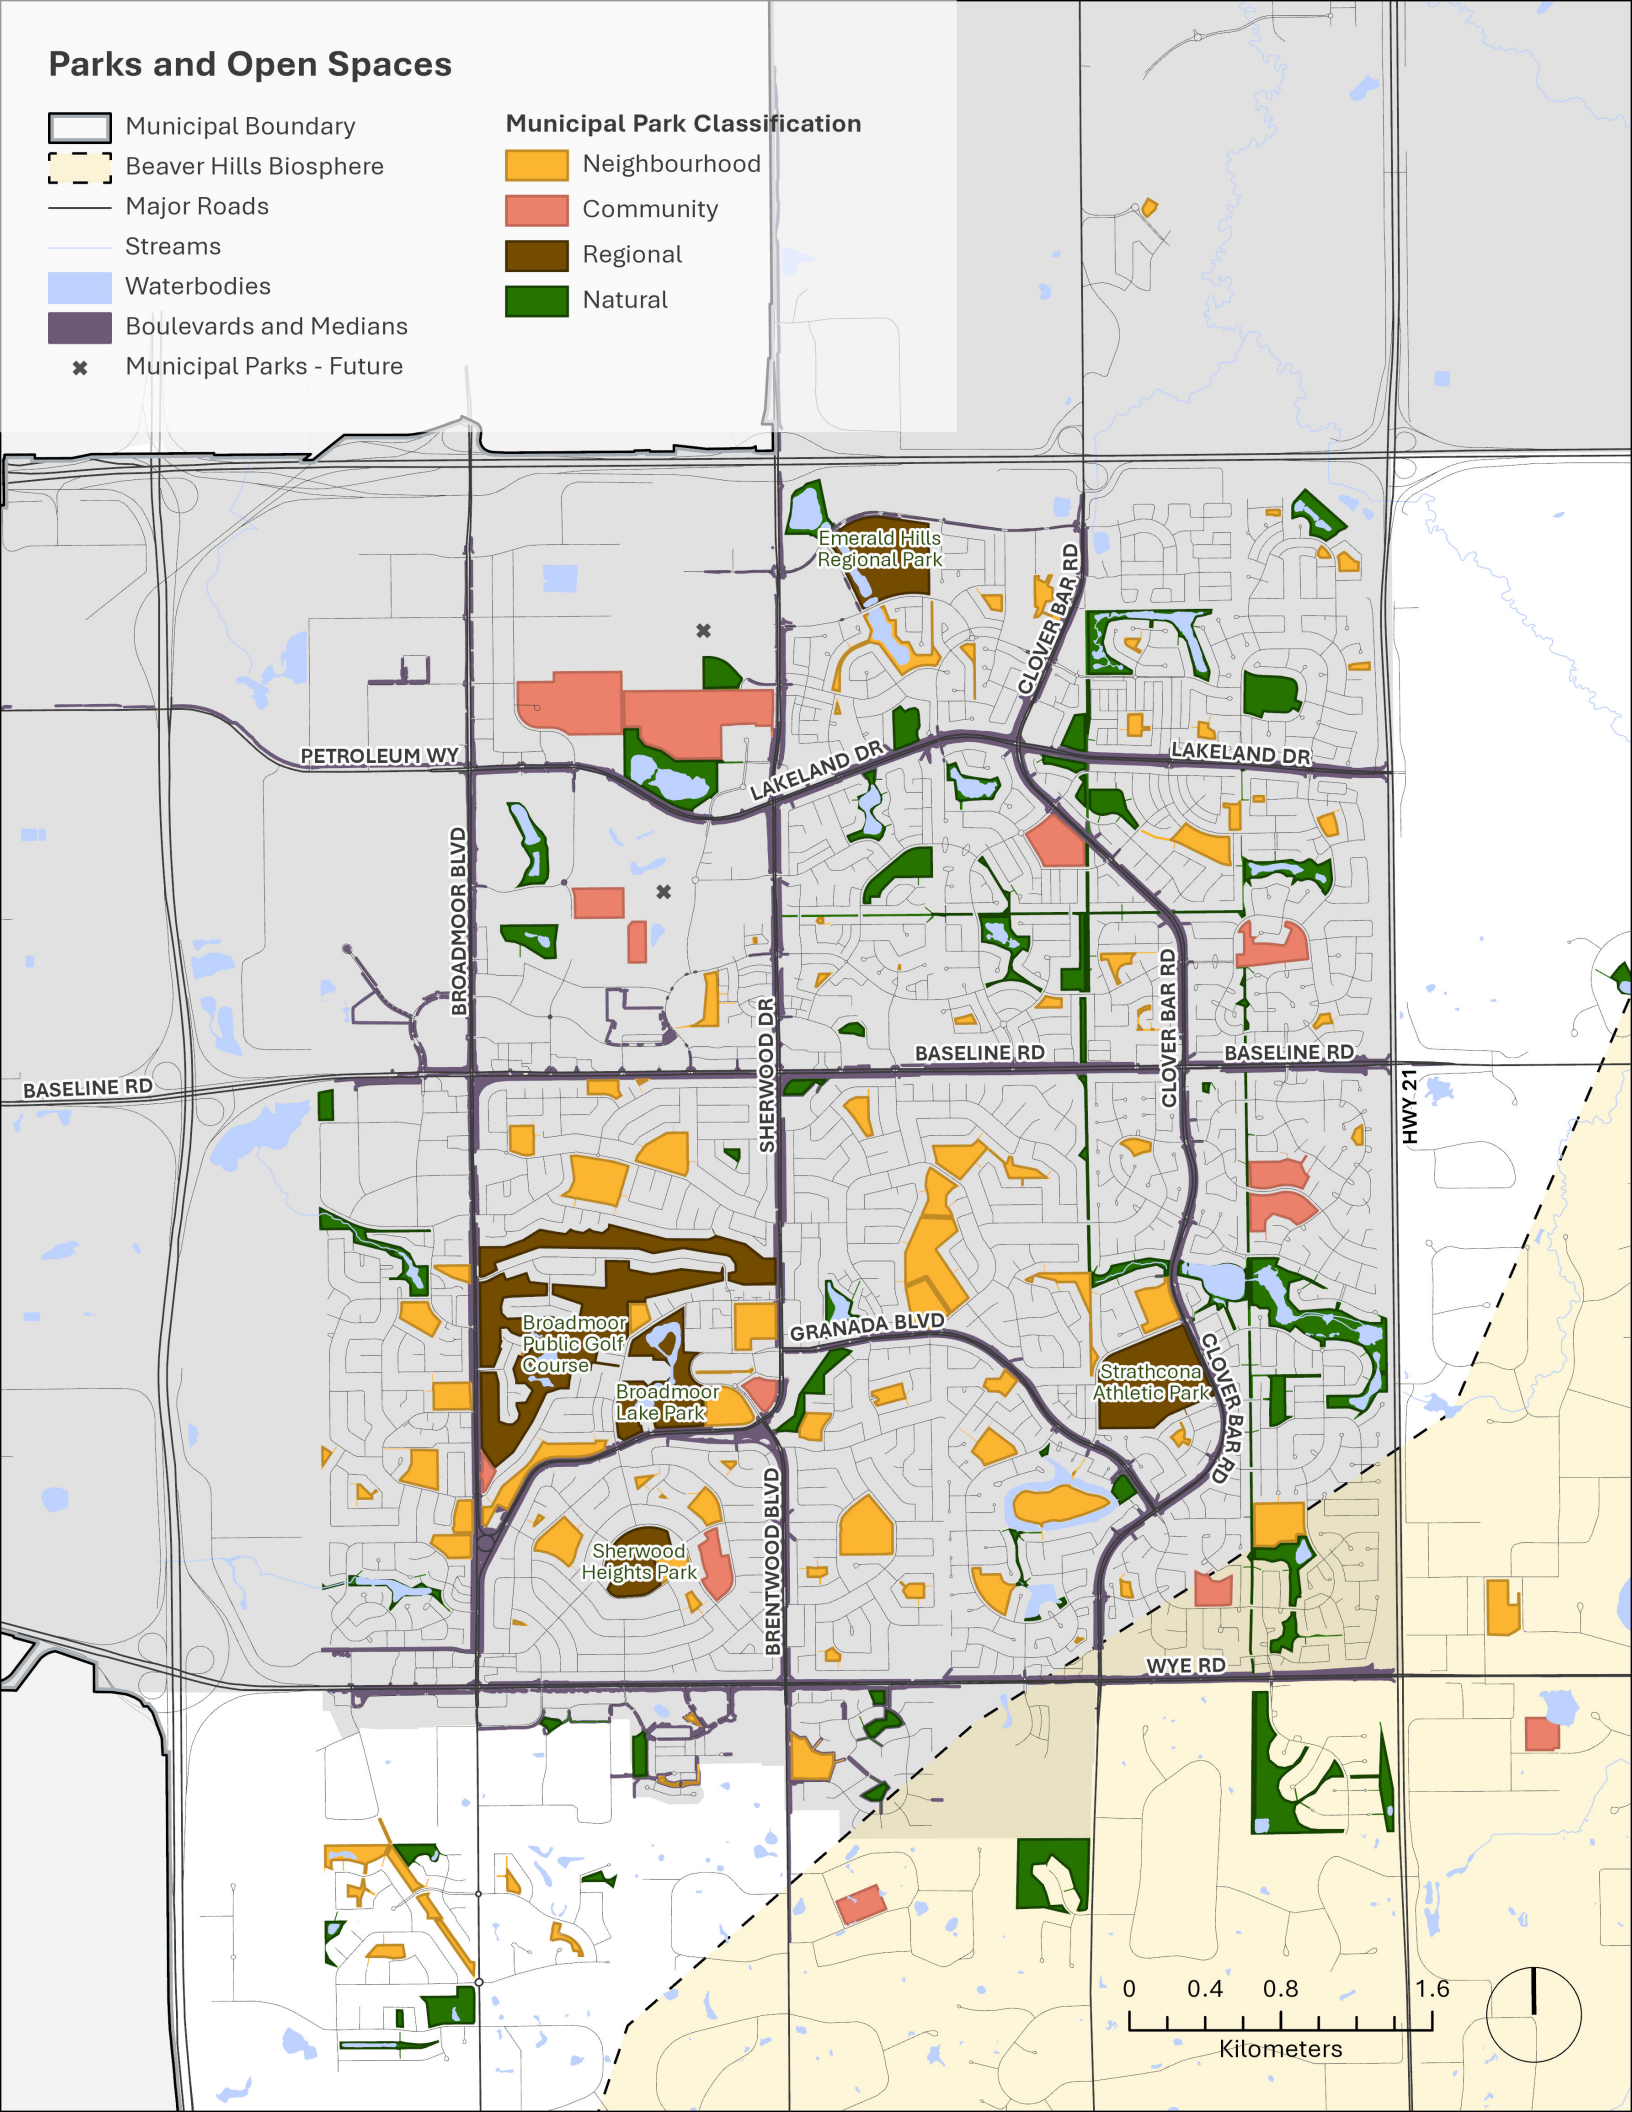 Parks and Open Spaces
Municipal Boundary
Beaver Hills Biosphere
Major Roads
Streams
Waterbodies
Boulevards and Medians
Municipal Parks - Future
Municipal Park Classification
Neighbourhood
Community
Regional
Natural
Emerald Hills
Regional Park
CLOVER BAR RD
PETROLEUM WY
LAKELAND DR
LAKELAND DR
BROADMOOR BLVD
SHERWOOD DR
CLOVER BAR RD
BASELINE RD
BASELINE RD
BASELINE RD
HWY 21
Broadmoor
Public Golf
Course
GRANADA BLVD
Broadmoor
Lake Park
Strathcona
Athletic Park
CLOVER BAR RD
Sherwood
Heights Park
BRENTWOOD BLVD
WYE RD
0 0.4 0.8 1.6
Kilometers